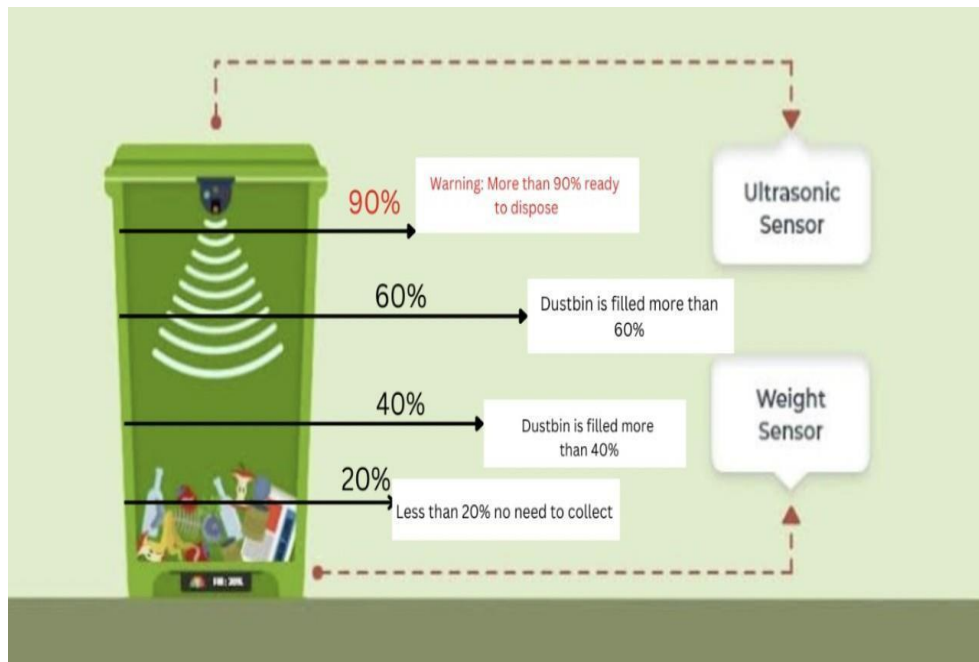 90%
Warning: More than 90% ready
to dispose
Ultrasonic
Sensor
60%
Dustbin is filled more than
60%
40%
Dustbin is filled more
than 40%
Weight
Sensor
20%
Less than 20% no need to collect